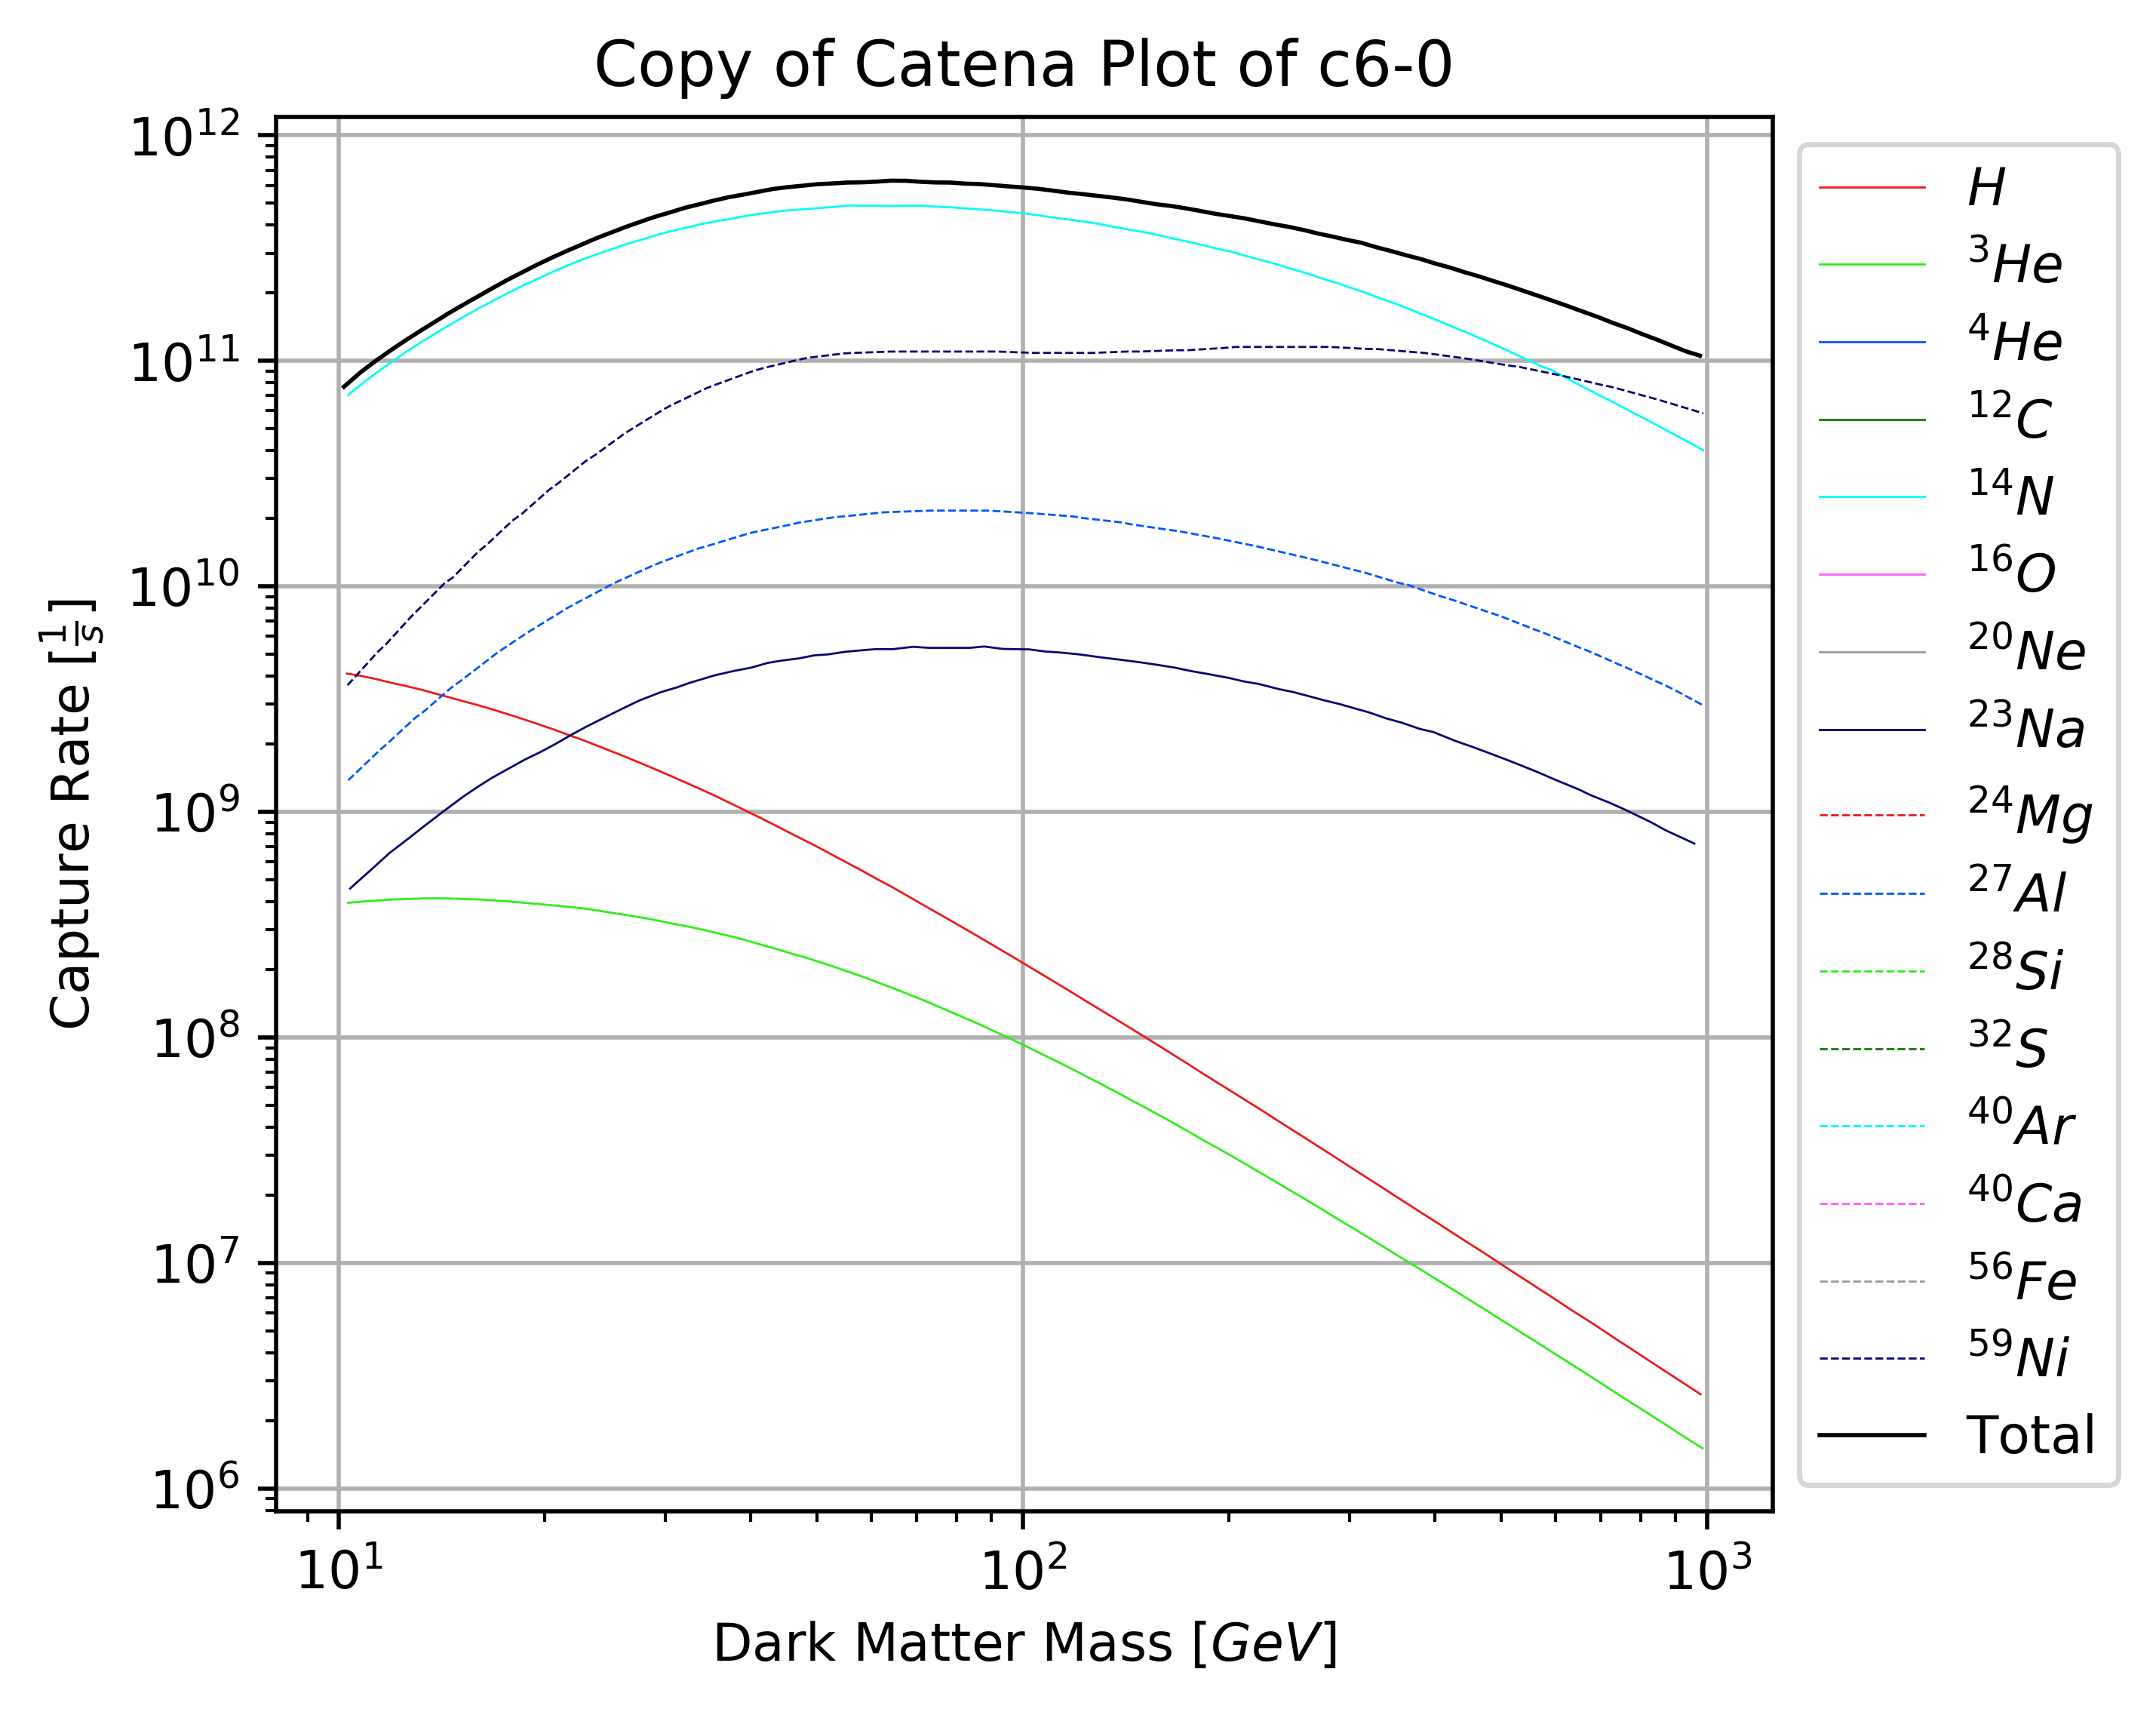 Copy of Catena Plot of c6-0
Capture Rate [1/s]
10^12
10^11
10^10
10^9
10^8
10^7
10^6
10^1
10^2
10^3
Dark Matter Mass [GeV]
H
^3He
^4He
^12C
^14N
^16O
^20Ne
^23Na
^24Mg
^27Al
^28Si
^32S
^40Ar
^40Ca
^56Fe
^59Ni
Total